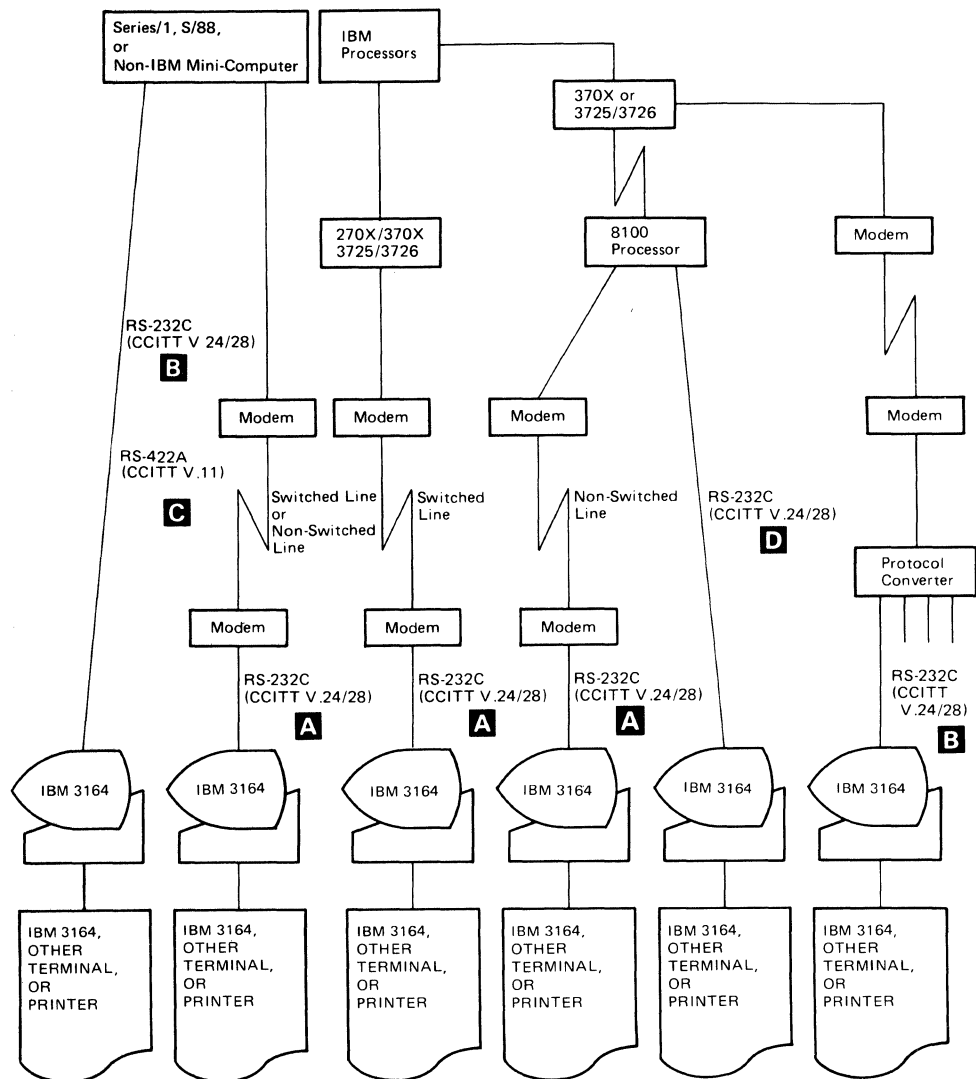 Series/1, S/88,
or
Non-IBM Mini-Computer
IBM
Processors
370X or
3725/3726
270X/370X
3725/3726
8100
Processor
Modem
RS-232C
(CCITT V 24/28)
B
Modem
Modem
Modem
Modem
RS-422A
(CCITT V.11)
C
Switched Line
or
Non-Switched
Line
Switched
Line
Non-Switched
Line
RS-232C
(CCITT V.24/28)
D
Protocol
Converter
Modem
Modem
Modem
RS-232C
(CCITT V.24/28)
A
RS-232C
(CCITT V.24/28)
A
RS-232C
(CCITT V.24/28)
A
RS-232C
(CCITT
V.24/28)
B
IBM 3164
IBM 3164
IBM 3164
IBM 3164
IBM 3164
IBM 3164
IBM 3164,
OTHER
TERMINAL,
OR
PRINTER
IBM 3164,
OTHER
TERMINAL,
OR
PRINTER
IBM 3164,
OTHER
TERMINAL,
OR
PRINTER
IBM 3164,
OTHER
TERMINAL,
OR
PRINTER
IBM 3164,
OTHER
TERMINAL,
OR
PRINTER
IBM 3164,
OTHER
TERMINAL,
OR
PRINTER